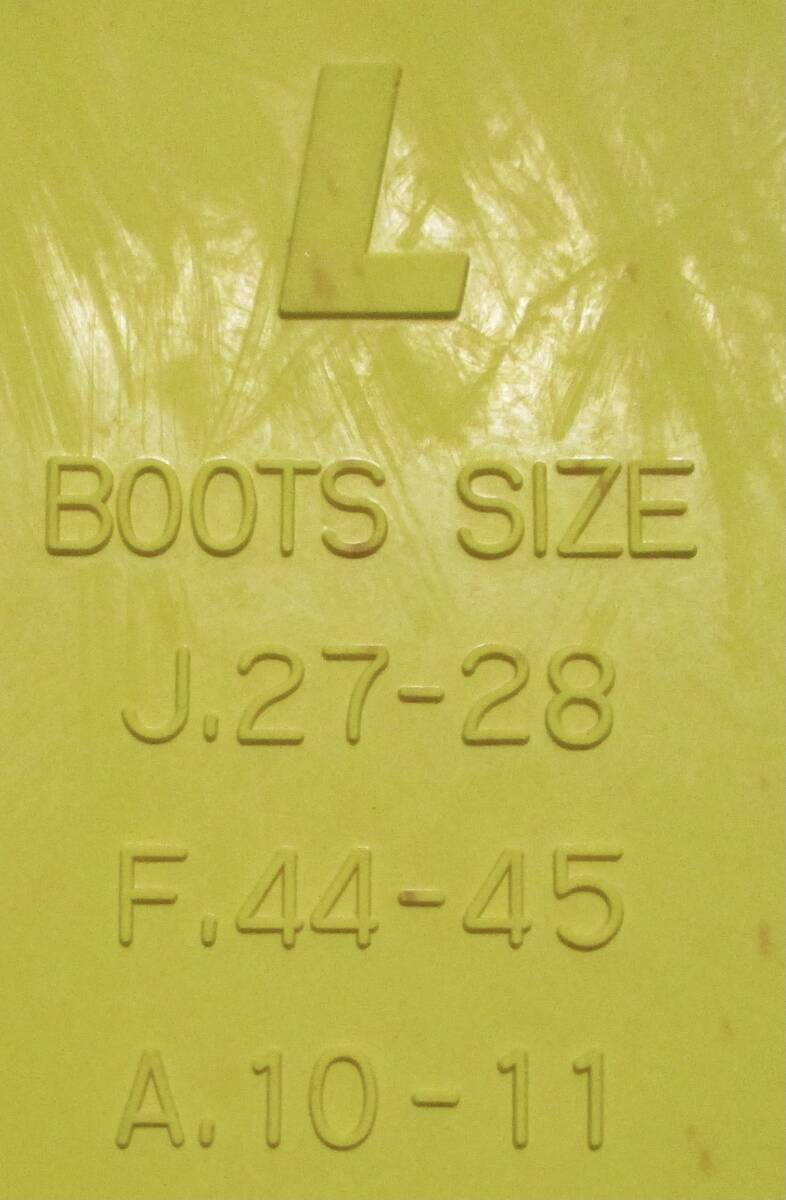 L
BOOTS SIZE
J.27-28
F.44-45
A.10-11